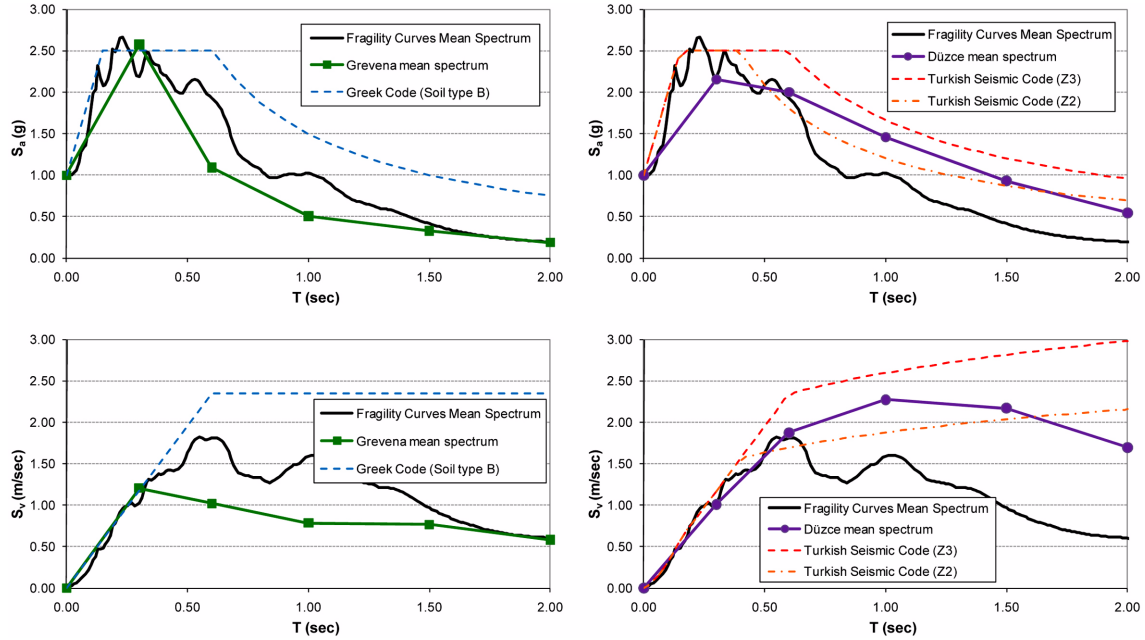 3.00
2.50
2.00
1.50
1.00
0.50
0.00
Sa (g)
Fragility Curves Mean Spectrum
Grevena mean spectrum
Greek Code (Soil type B)
0.00 0.50 1.00 1.50 2.00
T (sec)
3.00
2.50
2.00
1.50
1.00
0.50
0.00
Sa (g)
Fragility Curves Mean Spectrum
Düzce mean spectrum
Turkish Seismic Code (Z3)
Turkish Seismic Code (Z2)
0.00 0.50 1.00 1.50 2.00
T (sec)
3.00
2.50
2.00
1.50
1.00
0.50
0.00
Sv (m/sec)
Fragility Curves Mean Spectrum
Grevena mean spectrum
Greek Code (Soil type B)
0.00 0.50 1.00 1.50 2.00
T (sec)
3.00
2.50
2.00
1.50
1.00
0.50
0.00
Sv (m/sec)
Fragility Curves Mean Spectrum
Düzce mean spectrum
Turkish Seismic Code (Z3)
Turkish Seismic Code (Z2)
0.00 0.50 1.00 1.50 2.00
T (sec)